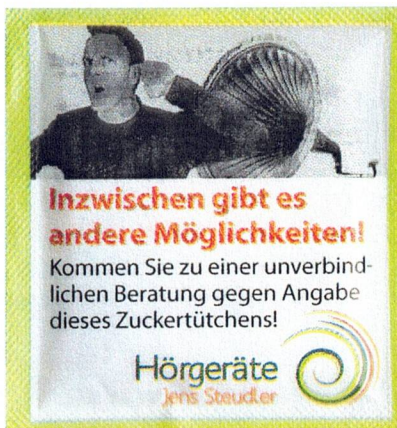 Inzwischen gibt es
andere Möglichkeiten!
Kommen Sie zu einer unverbind-
lichen Beratung gegen Angabe
dieses Zuckertütchens!
Hörgeräte
Jens Steudler